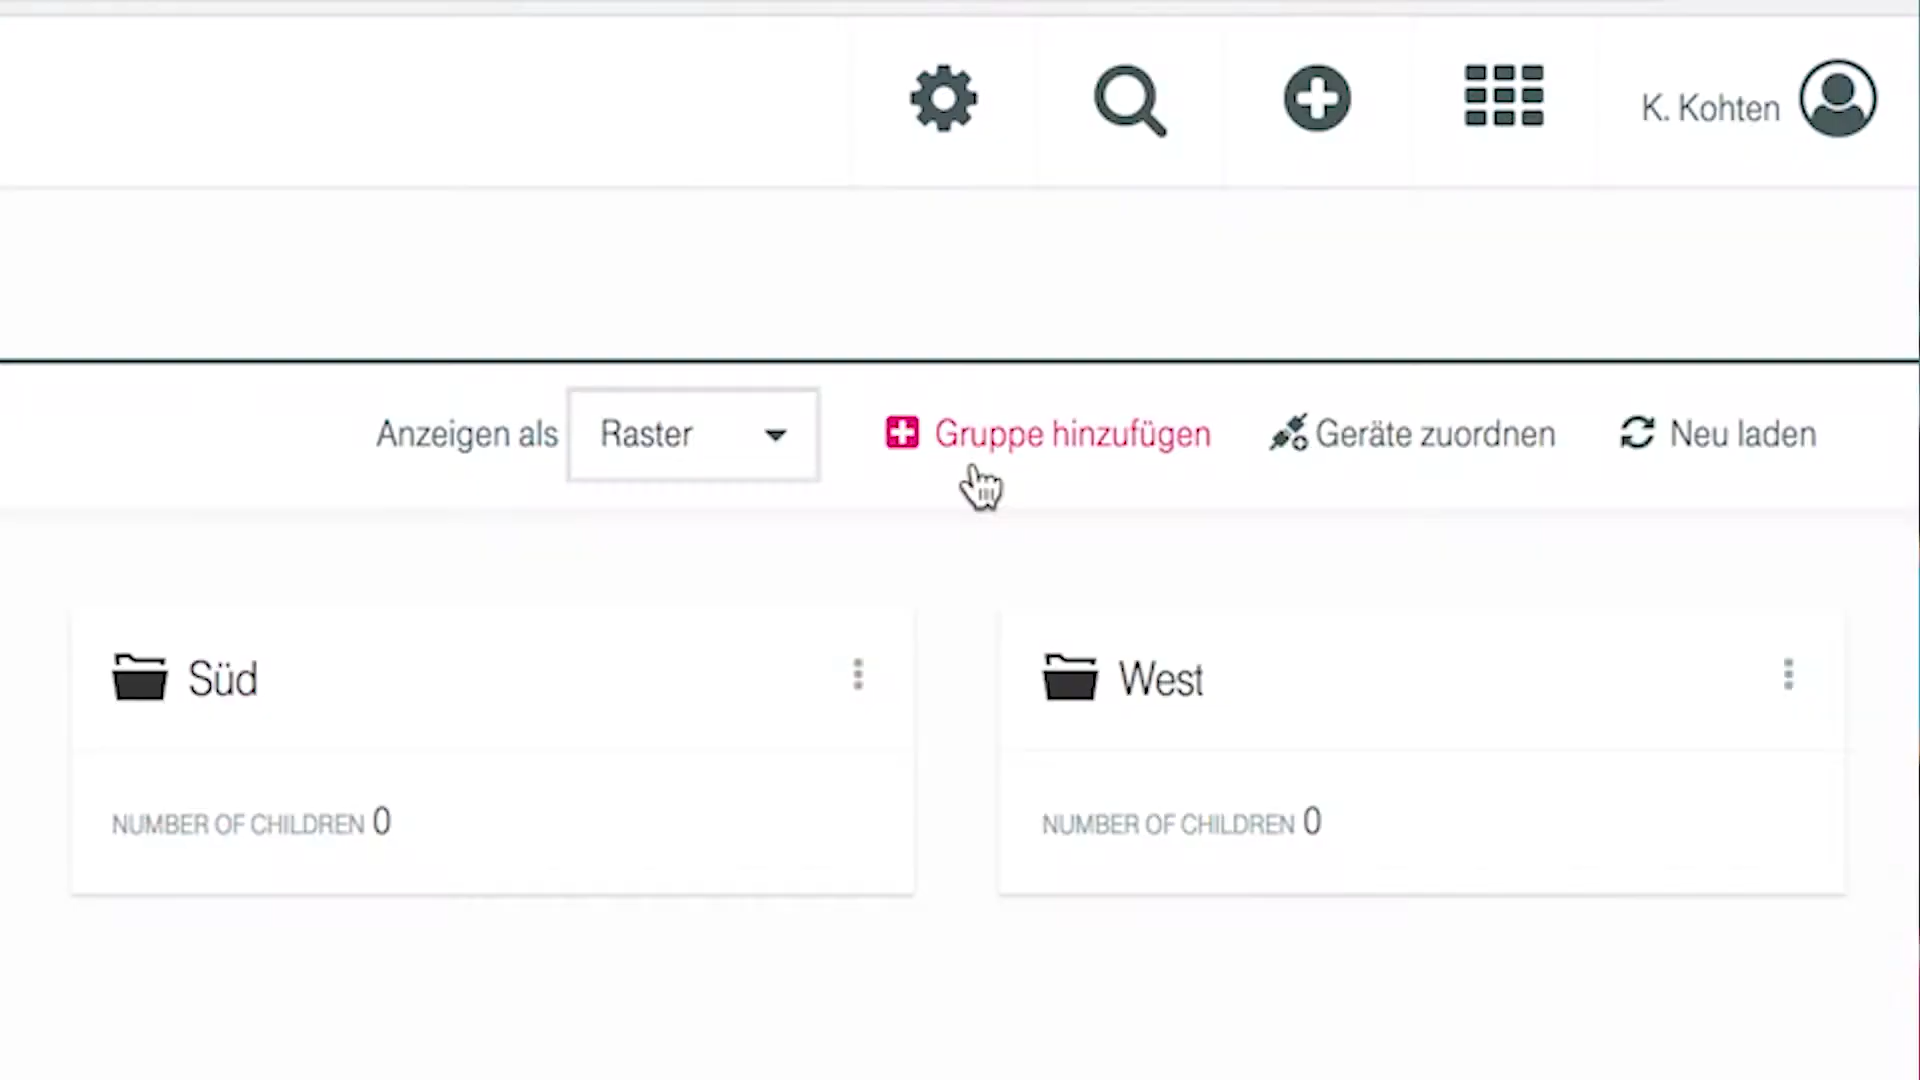 K. Kohten
Anzeigen als Raster Gruppe hinzufügen Geräte zuordnen Neu laden
Süd
NUMBER OF CHILDREN 0
West
NUMBER OF CHILDREN 0